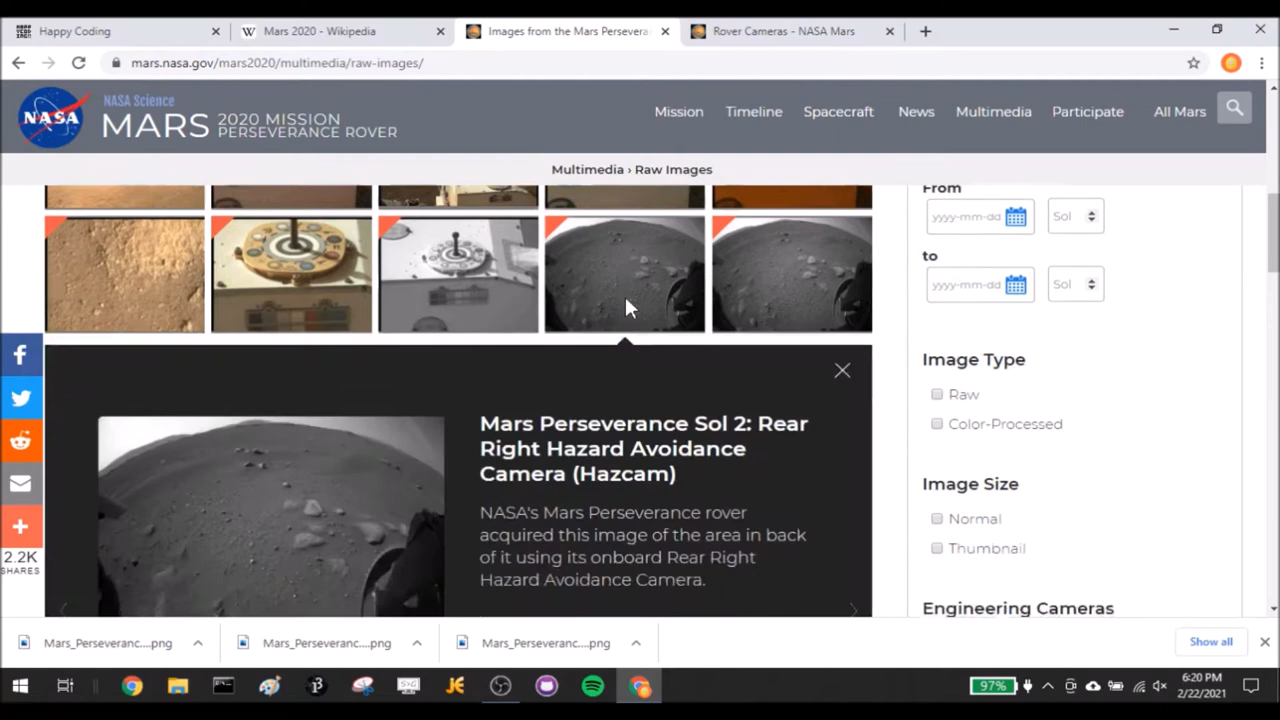 Happy Coding
Mars 2020 - Wikipedia
Images from the Mars Persevera
Rover Cameras - NASA Mars
mars.nasa.gov/mars2020/multimedia/raw-images/
NASA
NASA Science
MARS
2020 MISSION
PERSEVERANCE ROVER
Mission
Timeline
Spacecraft
News
Multimedia
Participate
All Mars
Multimedia › Raw Images
From
yyyy-mm-dd
Sol
to
yyyy-mm-dd
Sol
Image Type
Raw
Color-Processed
Image Size
Normal
Thumbnail
Engineering Cameras
Mars Perseverance Sol 2: Rear
Right Hazard Avoidance
Camera (Hazcam)
NASA's Mars Perseverance rover
acquired this image of the area in back
of it using its onboard Rear Right
Hazard Avoidance Camera.
2.2K
SHARES
Mars_Perseveranc....png
Mars_Perseveranc....png
Mars_Perseveranc....png
Show all
97%
6:20 PM
2/22/2021